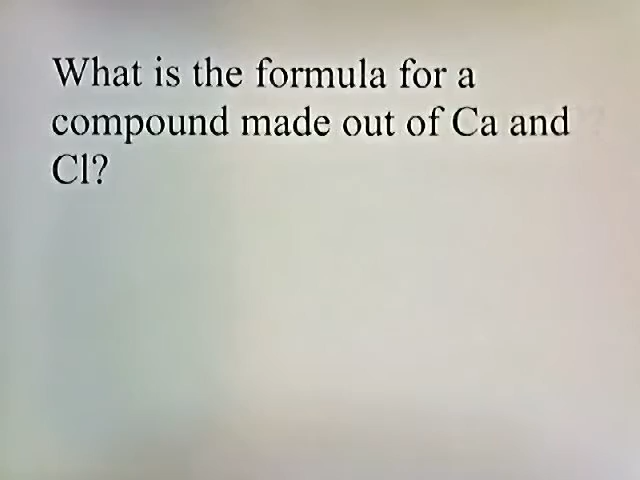 What is the formula for a
compound made out of Ca and
Cl?